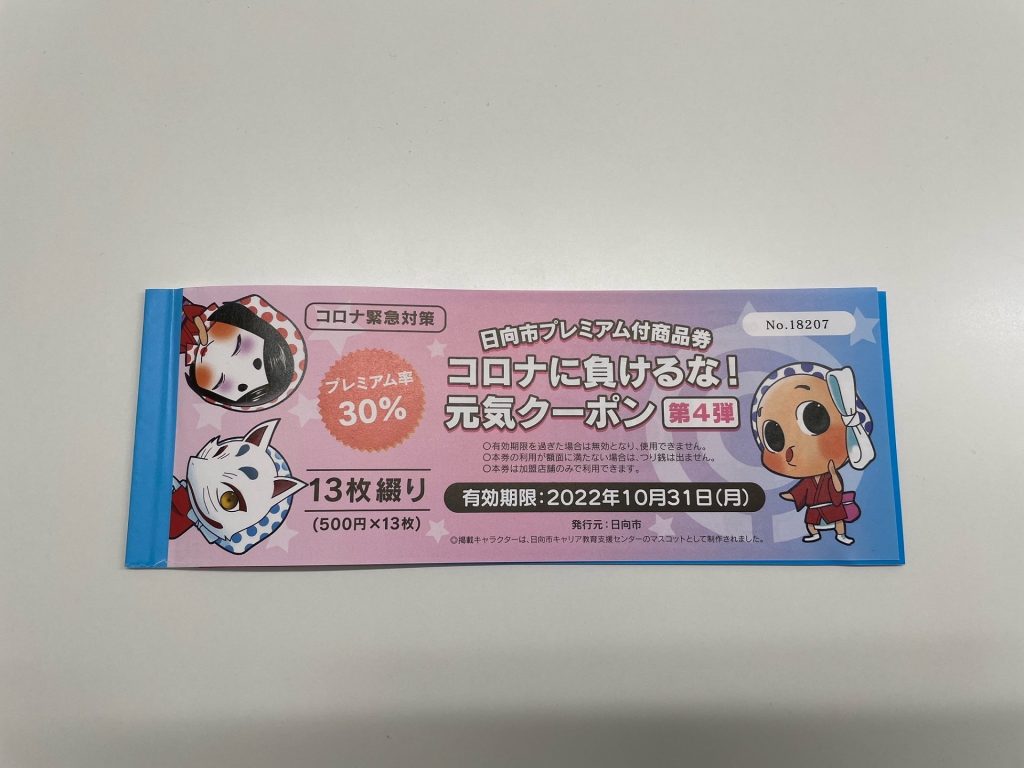 コロナ緊急対策
プレミアム率
30%
13枚綴り
(500円×13枚)
日向市プレミアム付商品券
コロナに負けるな!
元気クーポン 第4弾
〇有効期限を過ぎた場合は無効となり、使用できません。
〇本券の利用が額面に満たない場合は、つり銭は出ません。
〇本券は加盟店舗のみで利用できます。
有効期限:2022年10月31日(月)
発行元:日向市
◎掲載キャラクターは、日向市キャリア教育支援センターのマスコットとして制作されました。
No.18207